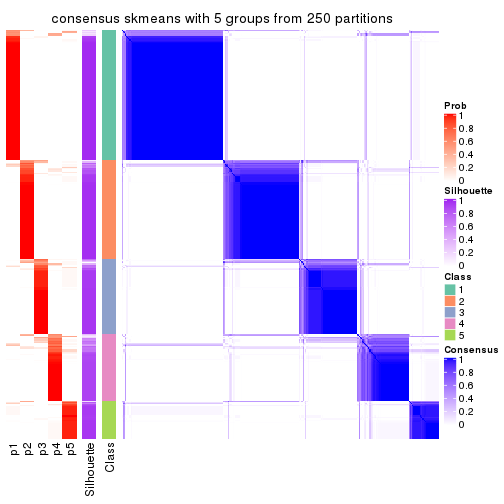 consensus skmeans with 5 groups from 250 partitions
Prob
1
0.8
0.6
0.4
0.2
0
Silhouette
1
0.8
0.6
0.4
0.2
0
Class
1
2
3
4
5
Consensus
1
0.8
0.6
0.4
0.2
0
p1
p2
p3
p4
p5
Silhouette
Class